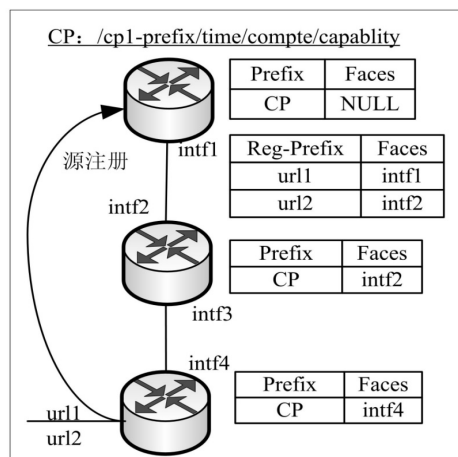 CP：/cp1-prefix/time/compte/capablity
Prefix Faces
CP NULL
intf1
源注册
Reg-Prefix Faces
url1 intf1
url2 intf2
intf2
Prefix Faces
CP intf2
intf3
intf4
Prefix Faces
CP intf4
url1
url2